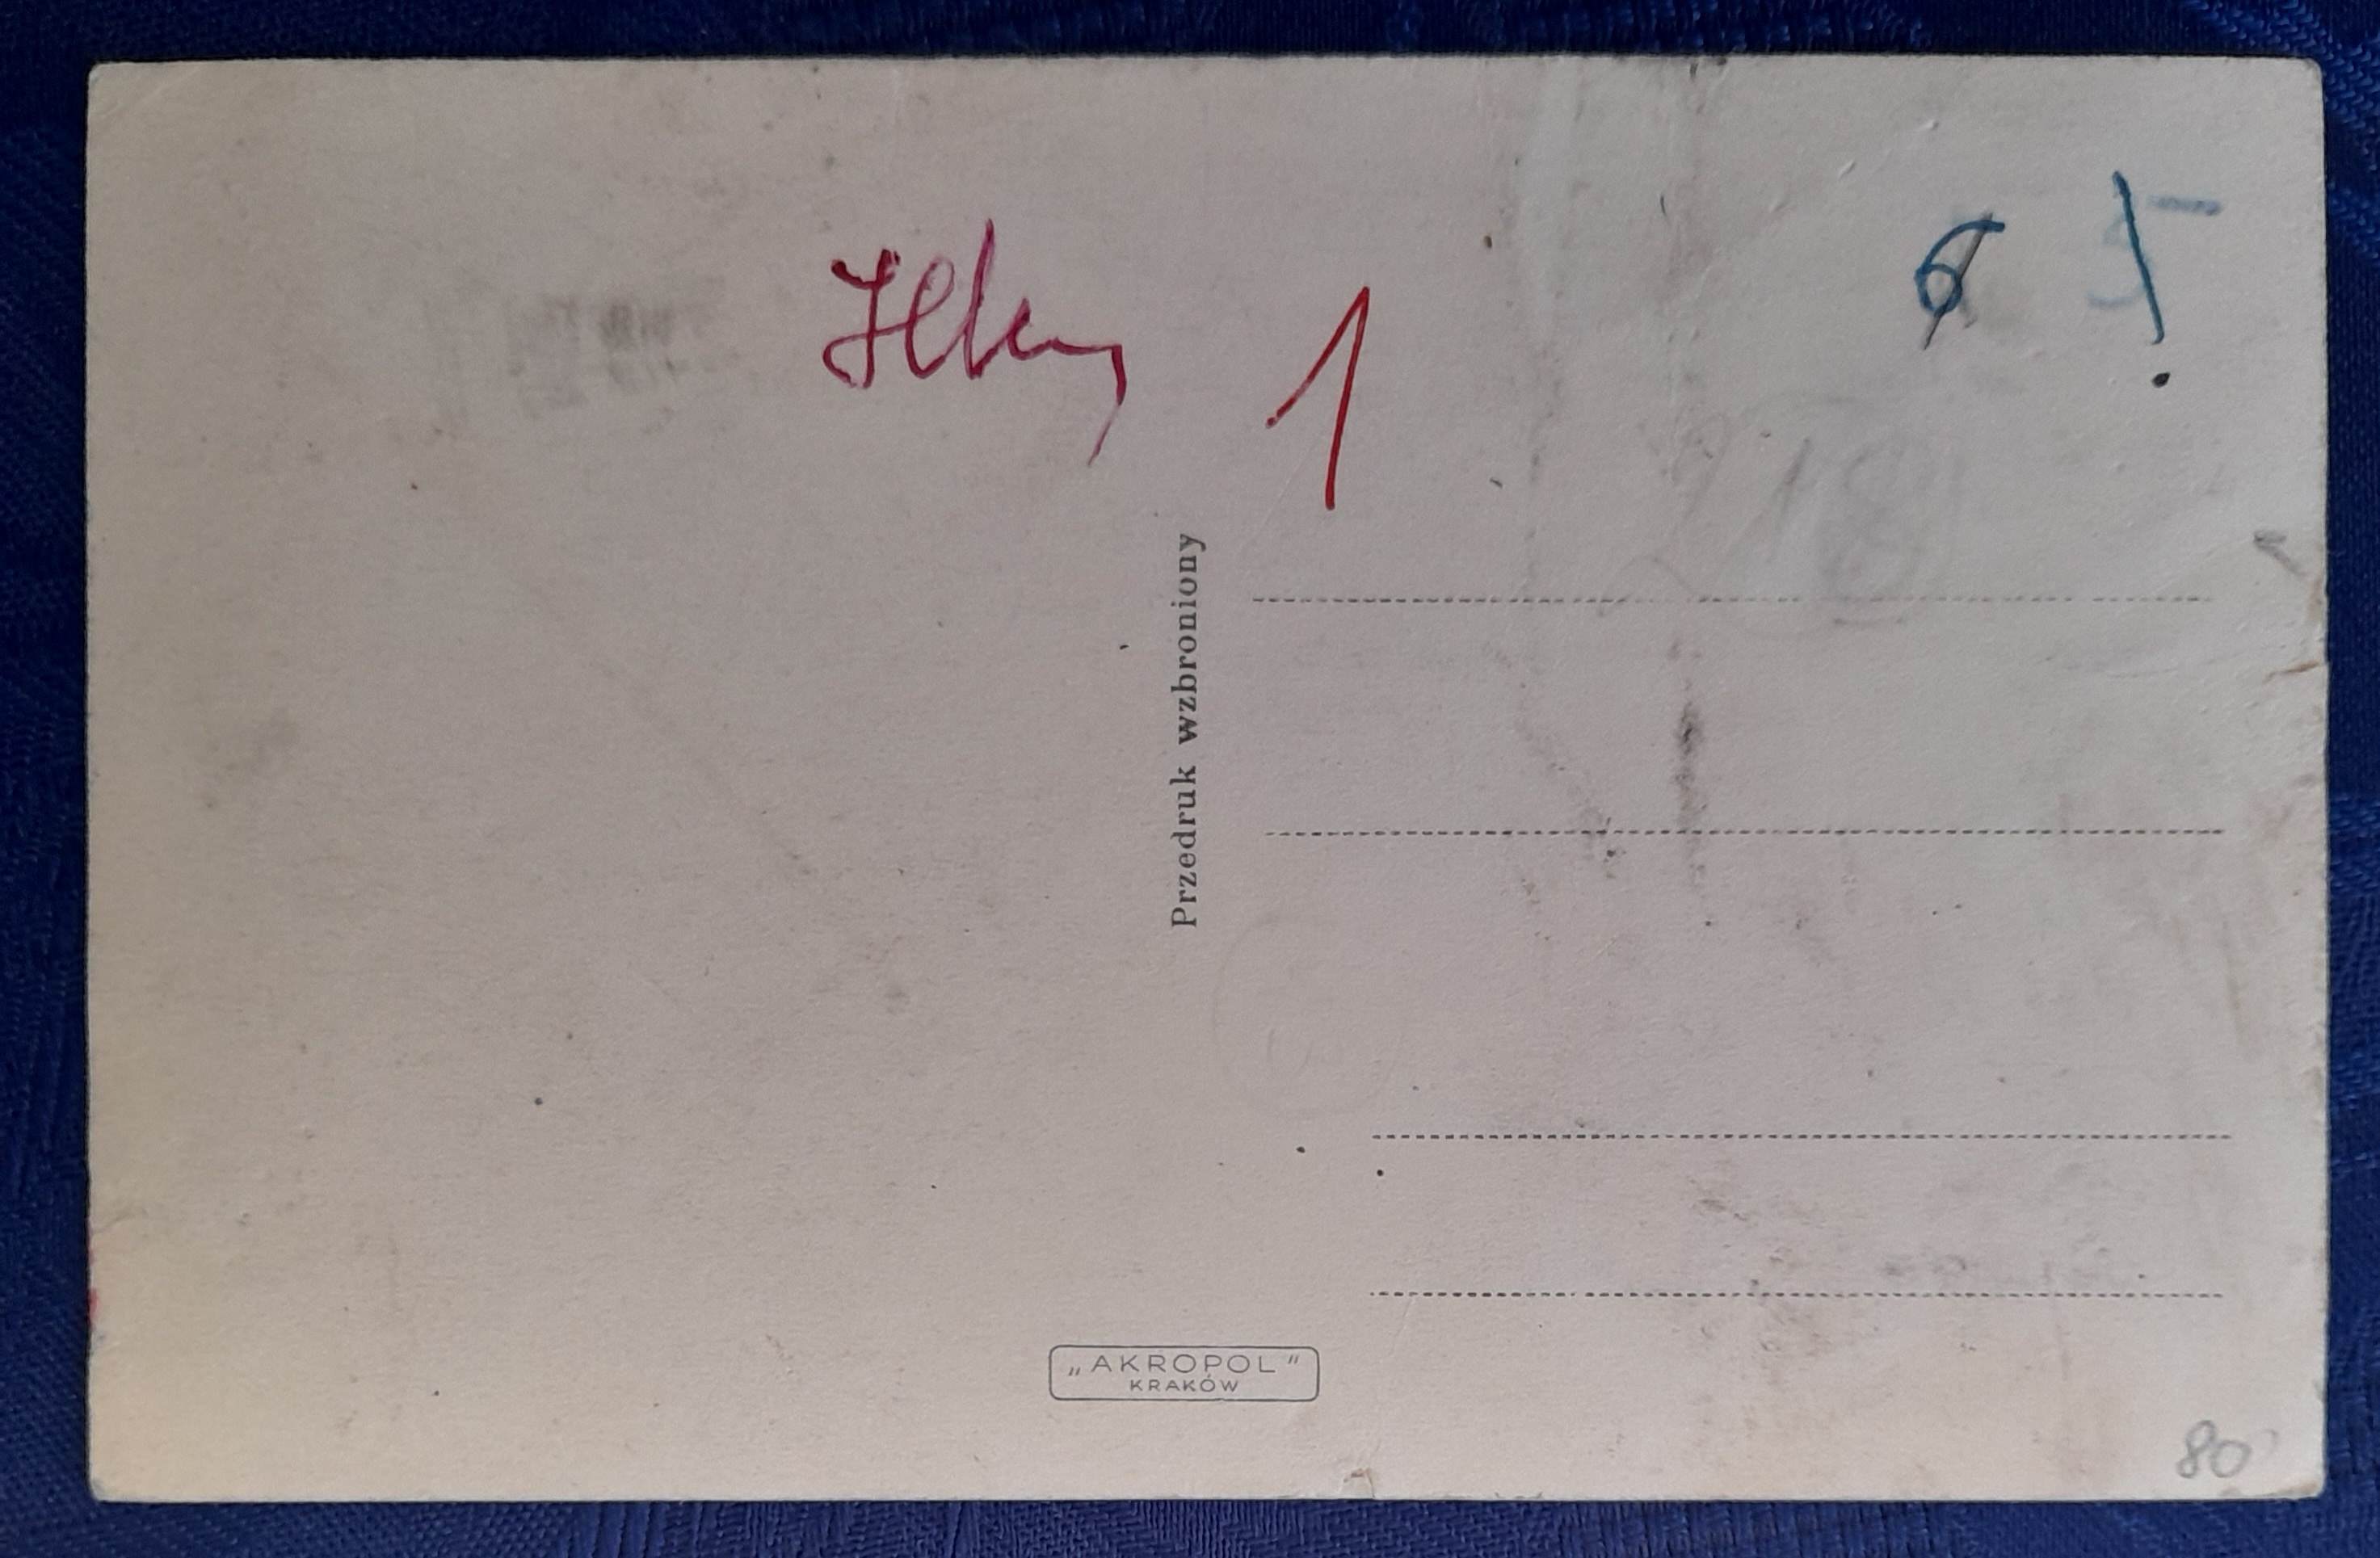 1
6 5
Przedruk wzbroniony
„AKROPOL"
KRAKÓW
80